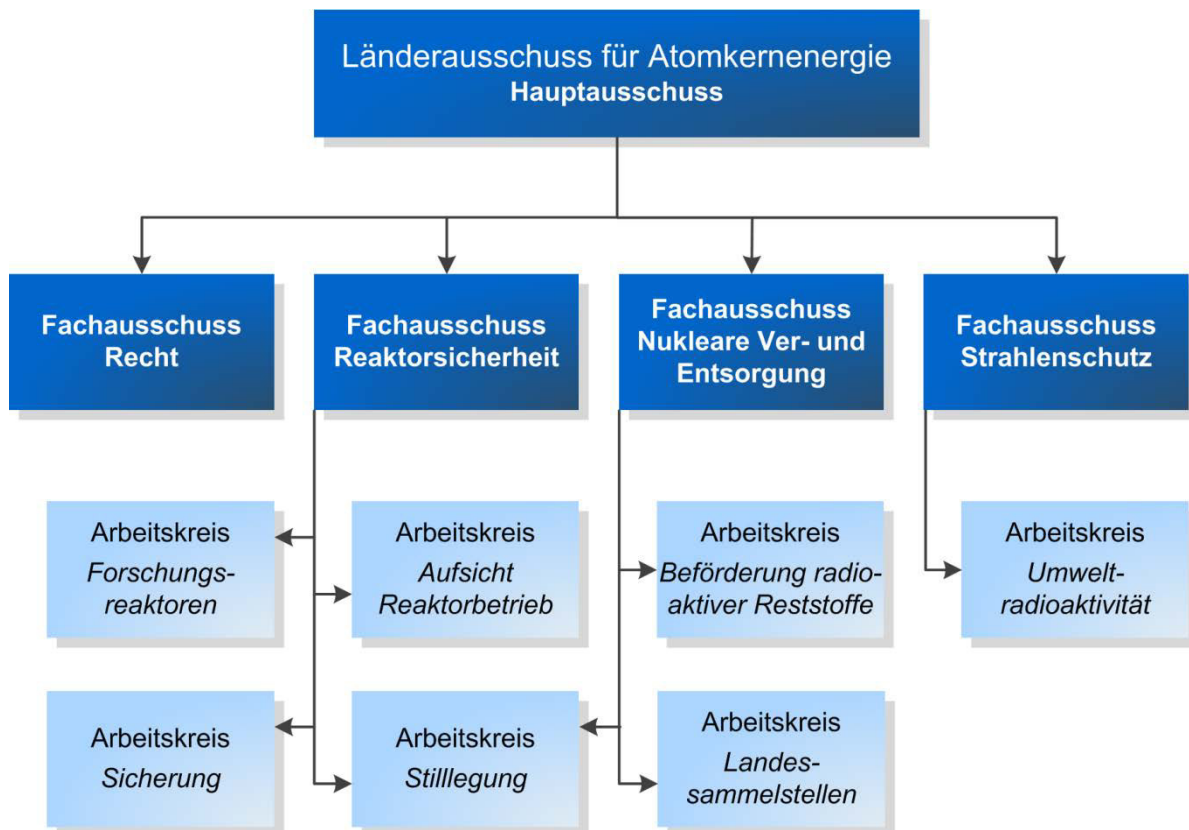 Länderausschuss für Atomkernenergie
Hauptausschuss
Fachausschuss
Recht
Fachausschuss
Reaktorsicherheit
Fachausschuss
Nukleare Ver- und
Entsorgung
Fachausschuss
Strahlenschutz
Arbeitskreis
Forschungs-
reaktoren
Arbeitskreis
Aufsicht
Reaktorbetrieb
Arbeitskreis
Beförderung radio-
aktiver Reststoffe
Arbeitskreis
Umwelt-
radioaktivität
Arbeitskreis
Sicherung
Arbeitskreis
Stilllegung
Arbeitskreis
Landes-
sammelstellen